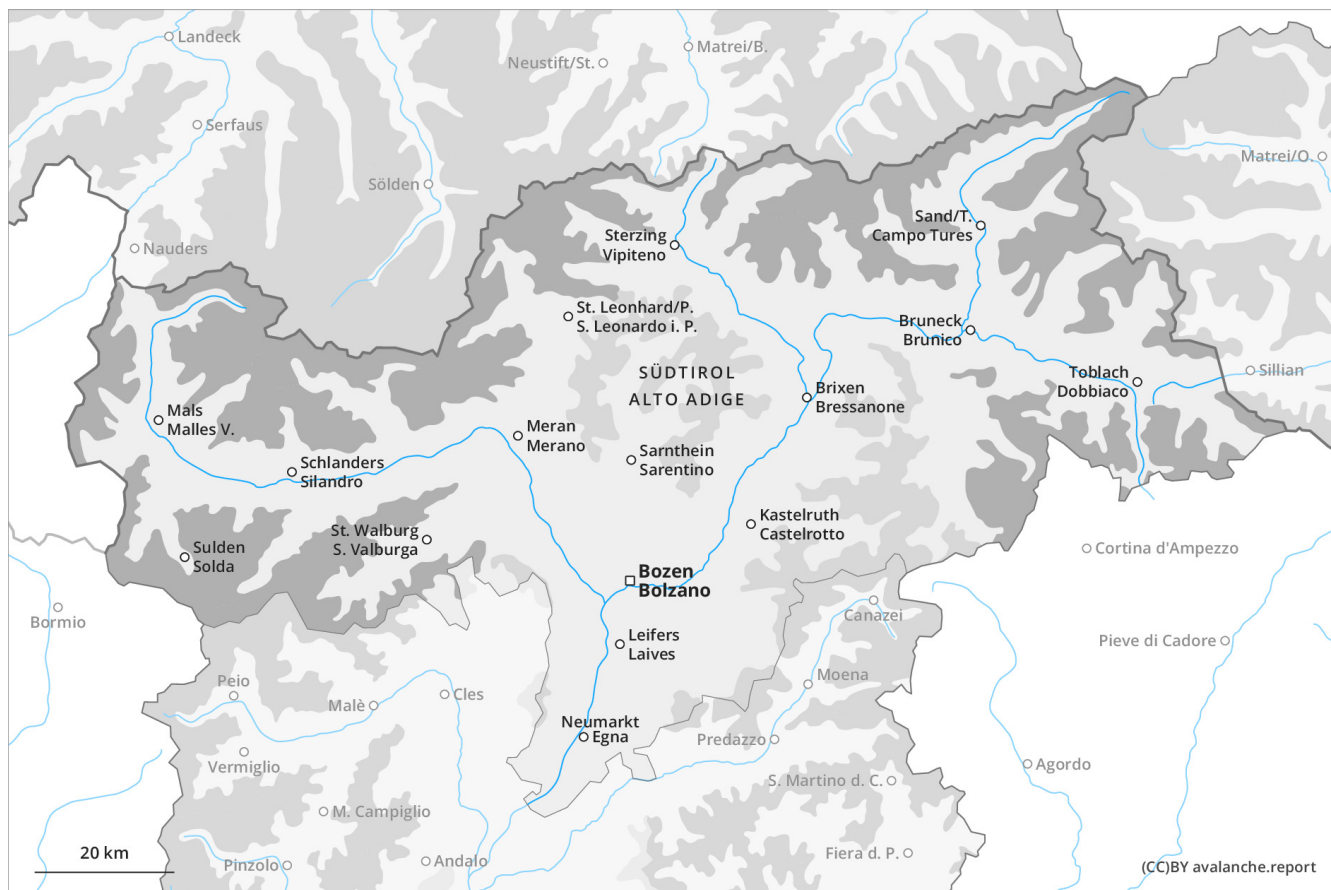 Landeck
Matrei/B.
Neustift/St.
Serfaus
Matrei/O.
Sölden
Sand/T.
Campo Tures
Sterzing
Vipiteno
Nauders
St. Leonhard/P.
S. Leonardo i. P.
Bruneck
Brunico
SÜDTIROL
ALTO ADIGE
Toblach
Dobbiaco
Sillian
Brixen
Bressanone
Mals
Malles V.
Meran
Merano
Sarnthein
Sarentino
Schlanders
Silandro
Kastelruth
Castelrotto
St. Walburg
S. Valburga
Sulden
Solda
Cortina d'Ampezzo
Bozen
Bolzano
Bormio
Canazei
Leifers
Laives
Pieve di Cadore
Peio
Moena
Malè
Cles
Neumarkt
Egna
Predazzo
Vermiglio
Agordo
S. Martino d. C.
M. Campiglio
20 km
Pinzolo
Andalo
Fiera d. P.
(CC)BY avalanche.report